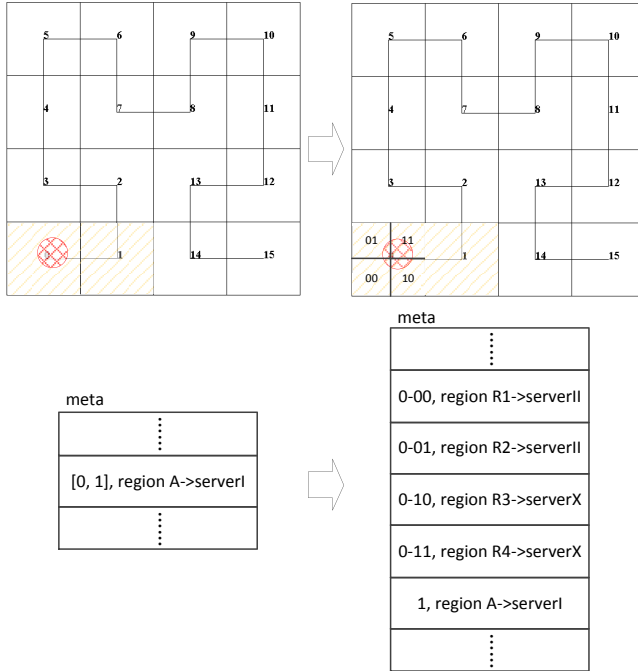 5 6 9 10
4 7 8 11
3 2 13 12
0 1 14 15
5 6 9 10
4 7 8 11
3 2 13 12
01 11
1 14 15
00 10
meta
[0, 1], region A->serverI
meta
0-00, region R1->serverII
0-01, region R2->serverII
0-10, region R3->serverX
0-11, region R4->serverX
1, region A->serverI